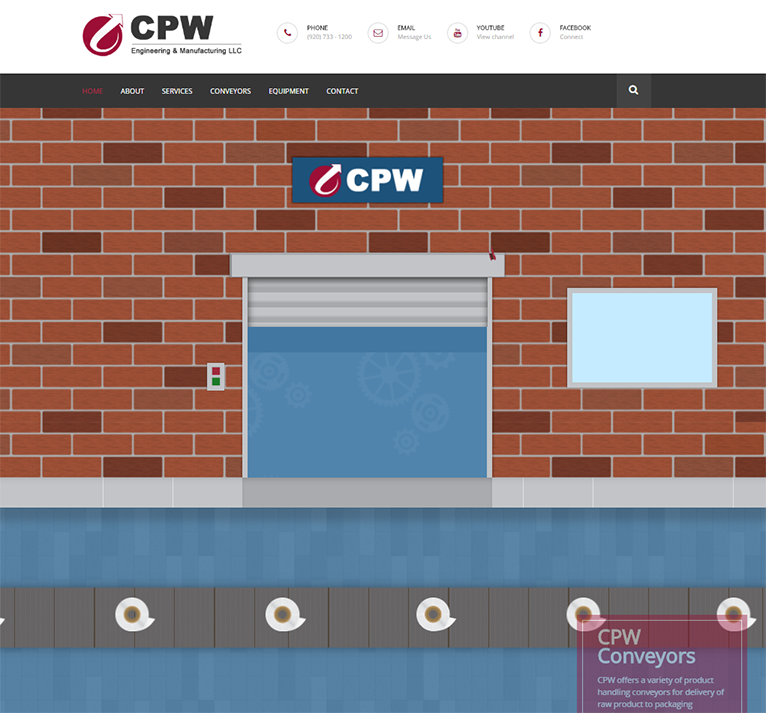 CPW
Engineering & Manufacturing LLC
PHONE
(920) 733 - 1200
EMAIL
Message Us
YOUTUBE
View channel
FACEBOOK
Connect
HOME ABOUT SERVICES CONVEYORS EQUIPMENT CONTACT
CPW
CPW
Conveyors
CPW offers a variety of product
handling conveyors for delivery of
raw product to packaging